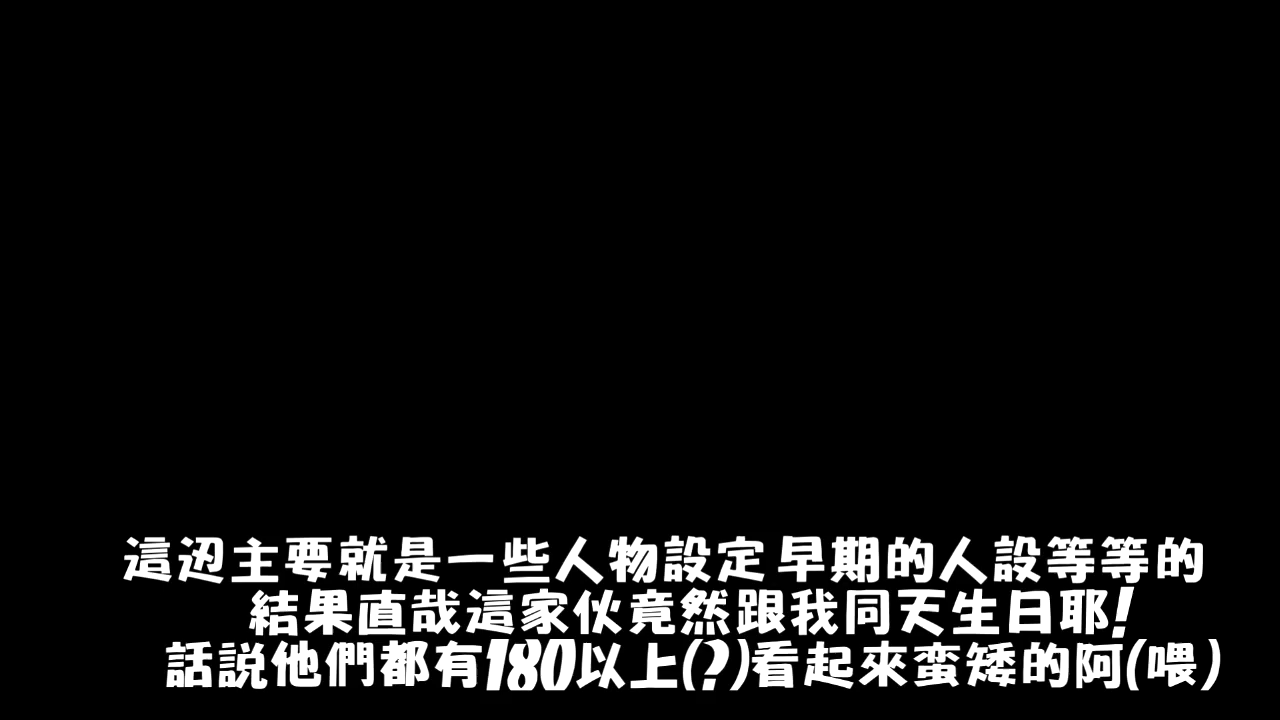 這边主要就是一些人物設定 早期的人設等等的
結果直哉這家伙竟然跟我同天生日耶!
話說他們都有180以上(?)看起來蛮矮的阿(喂)